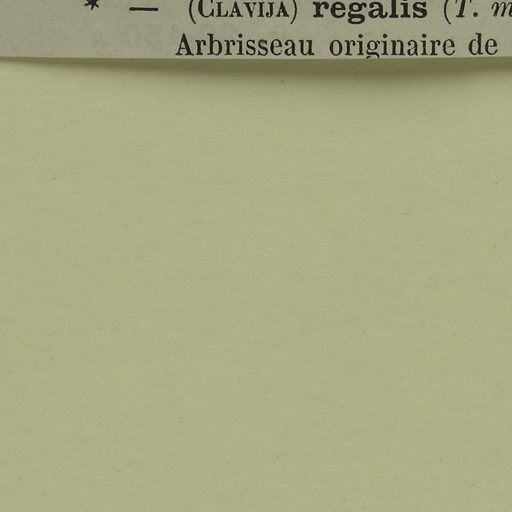 * — (CLAVIJA) regalis (T. m
Arbrisseau originaire de